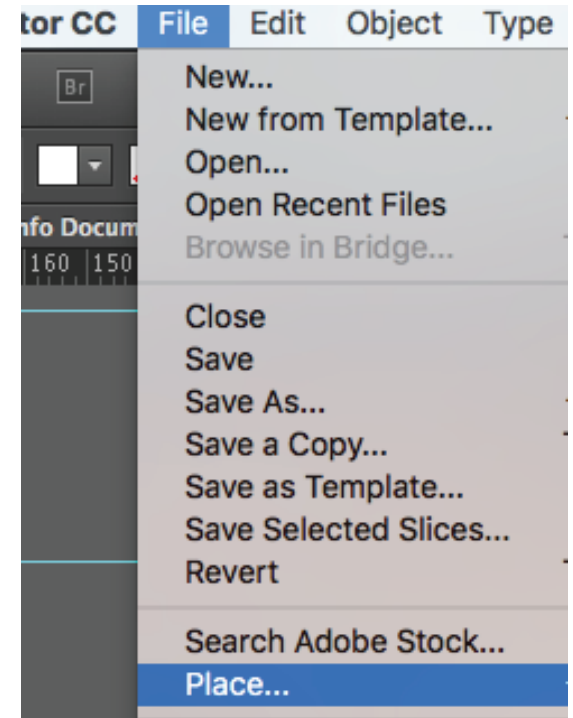 tor CC File Edit Object Type
Br
New...
New from Template...
Open...
Open Recent Files
nfo Docum
Browse in Bridge...
160 150
Close
Save
Save As...
Save a Copy...
Save as Template...
Save Selected Slices...
Revert
Search Adobe Stock...
Place...